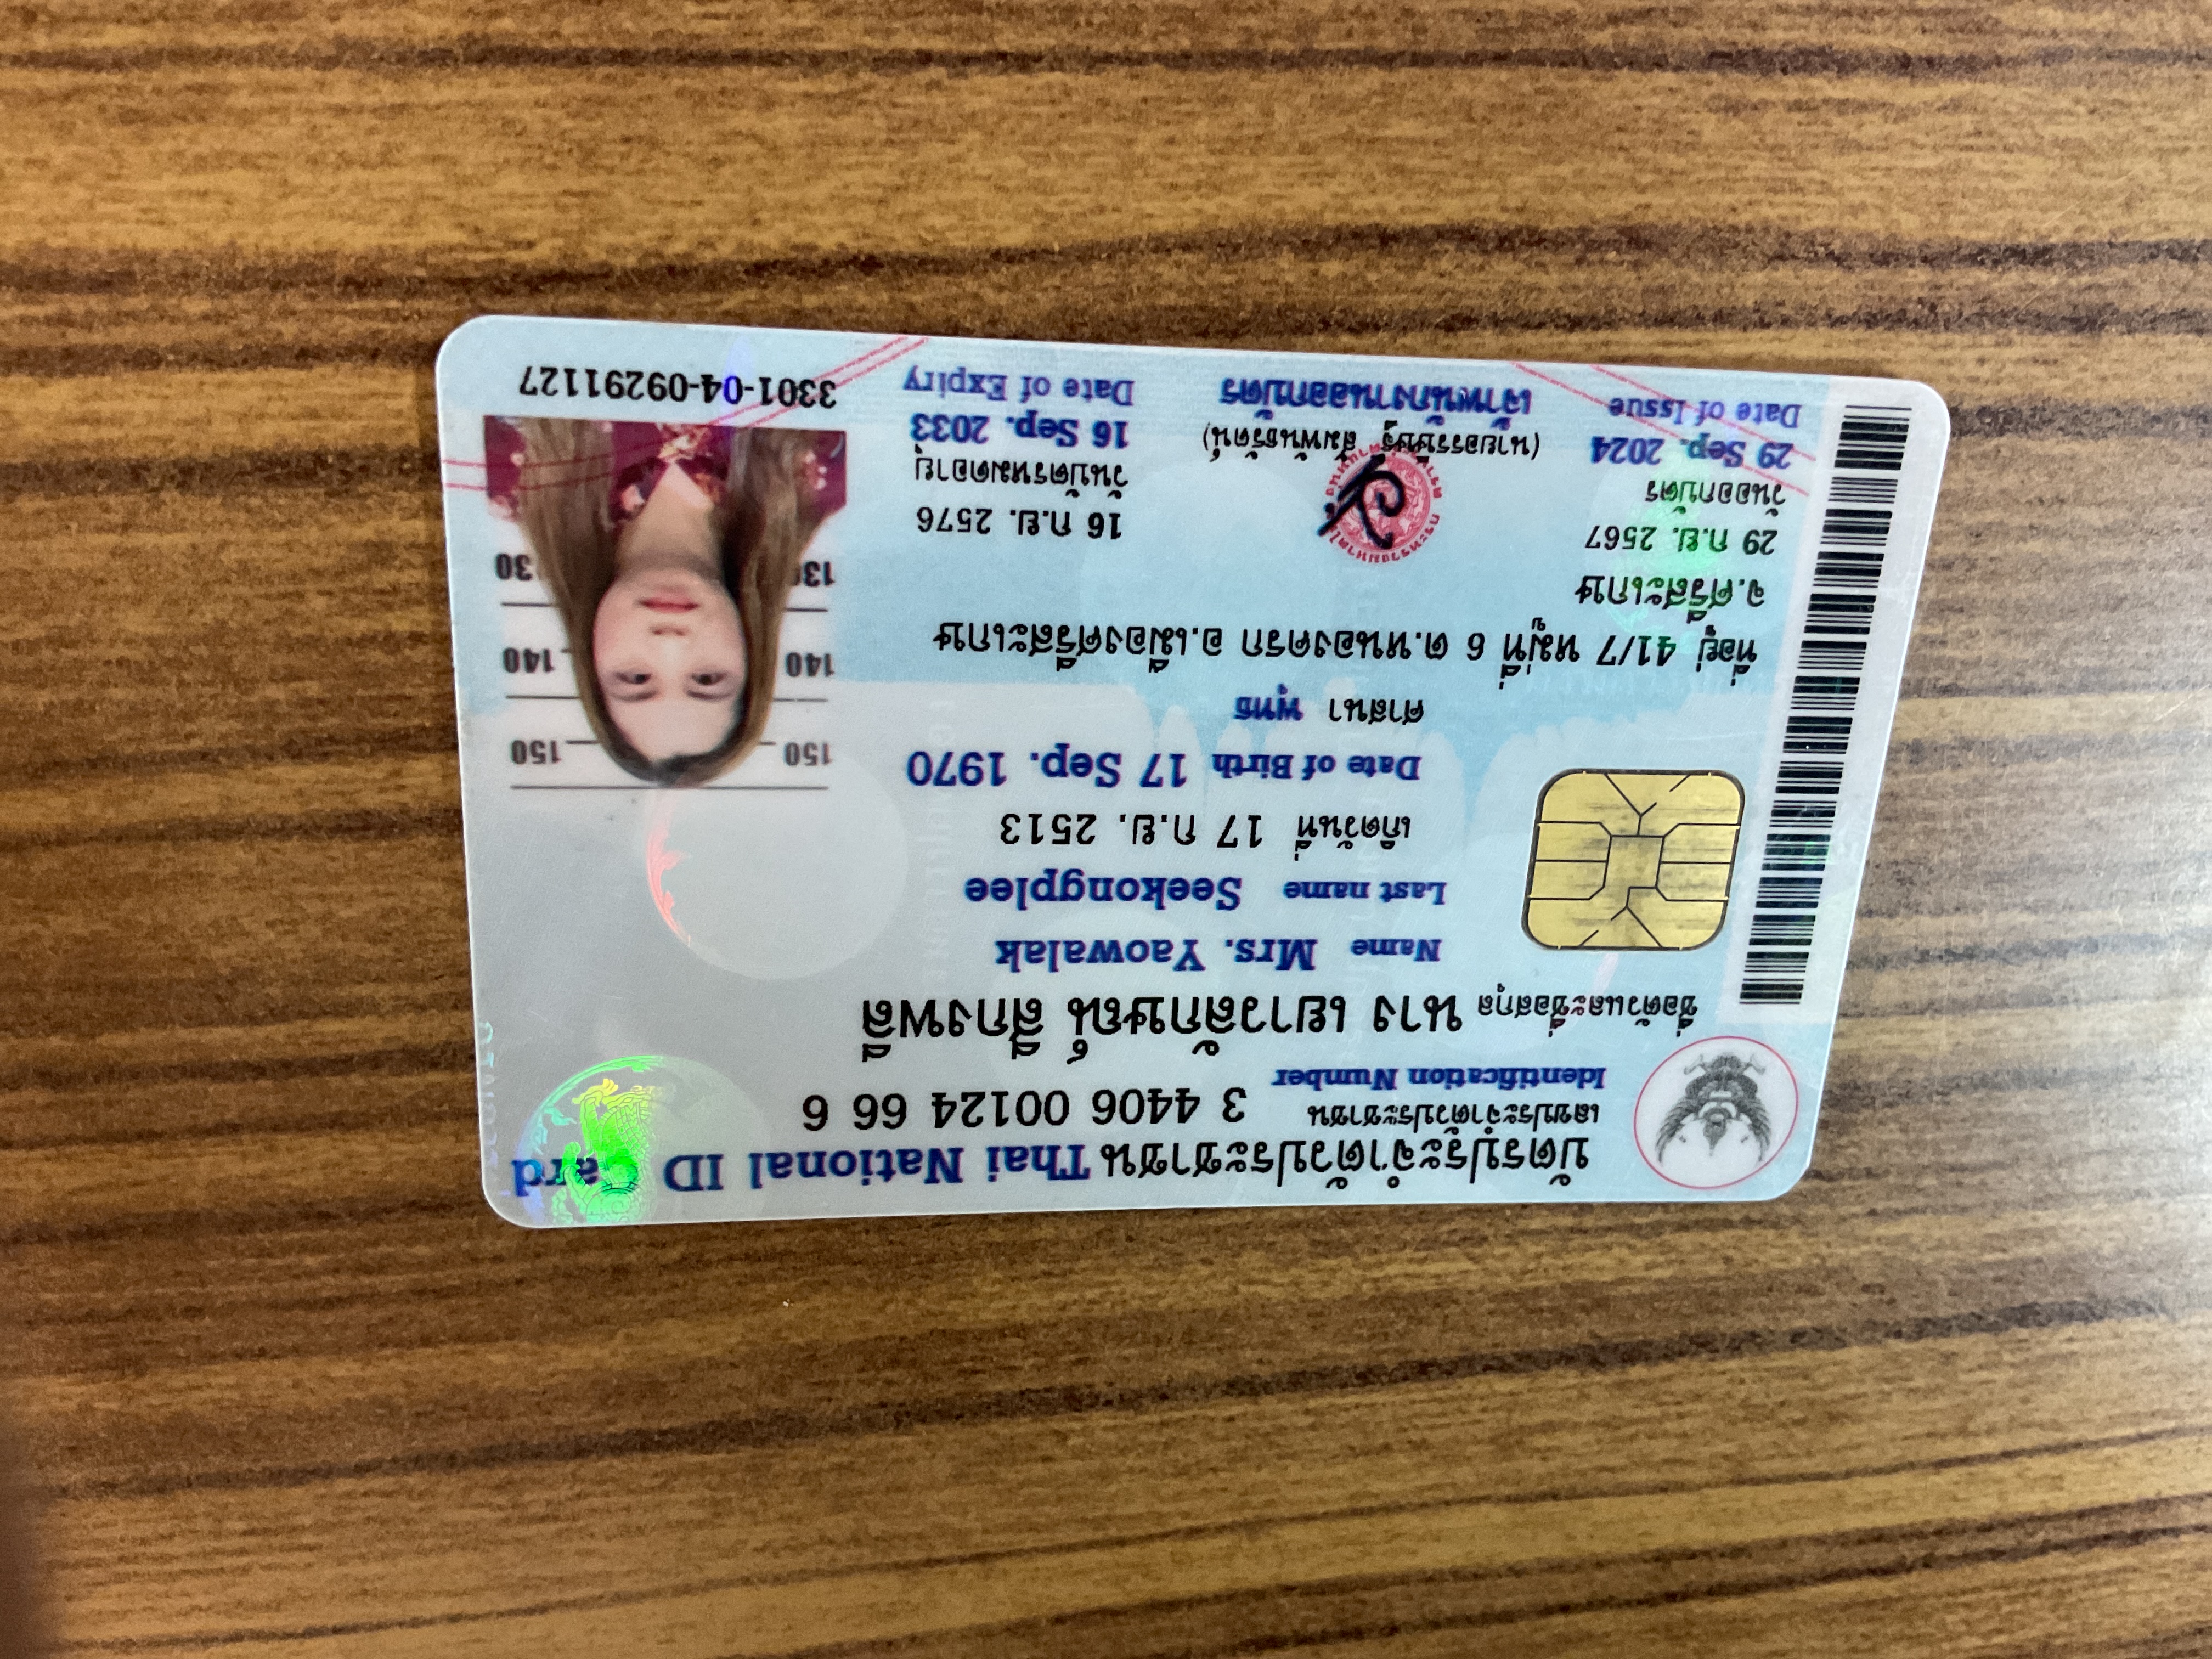 บัตรประจำตัวประชาชน Thai National ID Card
เลขประจำตัวประชาชน
Identification Number
3 4406 00124 66 6
ชื่อตัวและชื่อสกุล นาง เยาวลักษณ์ สีกงพลี
Name Mrs. Yaowalak
Last name Seekongplee
เกิดวันที่ 17 ก.ย. 2513
Date of Birth 17 Sep. 1970
ศาสนา พุทธ
ที่อยู่ 41/7 หมู่ที่ 6 ต.หนองครก อ.เมืองศรีสะเกษ
จ.ศรีสะเกษ
29 ก.ย. 2567
วันออกบัตร
29 Sep. 2024
Date of Issue
เจ้าพนักงานออกบัตร
16 ก.ย. 2576
วันบัตรหมดอายุ
16 Sep. 2033
Date of Expiry
150 150
140 140
130 130
3301-04-09291127